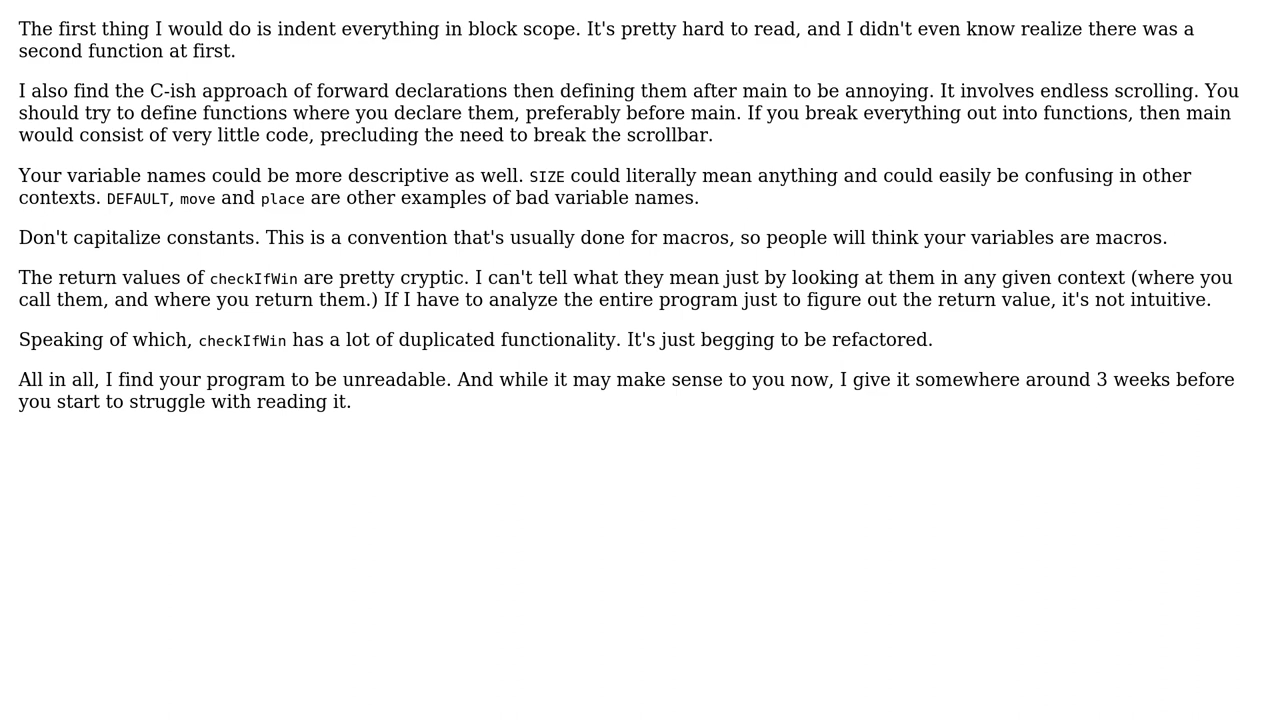 The first thing I would do is indent everything in block scope. It's pretty hard to read, and I didn't even know realize there was a
second function at first.
I also find the C-ish approach of forward declarations then defining them after main to be annoying. It involves endless scrolling. You
should try to define functions where you declare them, preferably before main. If you break everything out into functions, then main
would consist of very little code, precluding the need to break the scrollbar.
Your variable names could be more descriptive as well. SIZE could literally mean anything and could easily be confusing in other
contexts. DEFAULT, move and place are other examples of bad variable names.
Don't capitalize constants. This is a convention that's usually done for macros, so people will think your variables are macros.
The return values of checkIfWin are pretty cryptic. I can't tell what they mean just by looking at them in any given context (where you
call them, and where you return them.) If I have to analyze the entire program just to figure out the return value, it's not intuitive.
Speaking of which, checkIfWin has a lot of duplicated functionality. It's just begging to be refactored.
All in all, I find your program to be unreadable. And while it may make sense to you now, I give it somewhere around 3 weeks before
you start to struggle with reading it.